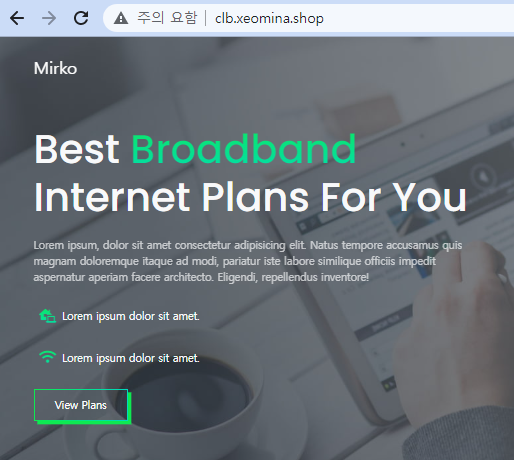 주의 요함 clb.xeomina.shop
Mirko
Best Broadband
Internet Plans For You
Lorem ipsum, dolor sit amet consectetur adipisicing elit. Natus tempore accusamus quis
magnam doloremque itaque ad modi, pariatur iste labore similique officiis impedit
aspernatur aperiam facere architecto. Eligendi, repellendus inventore!
Lorem ipsum dolor sit amet.
Lorem ipsum dolor sit amet.
View Plans